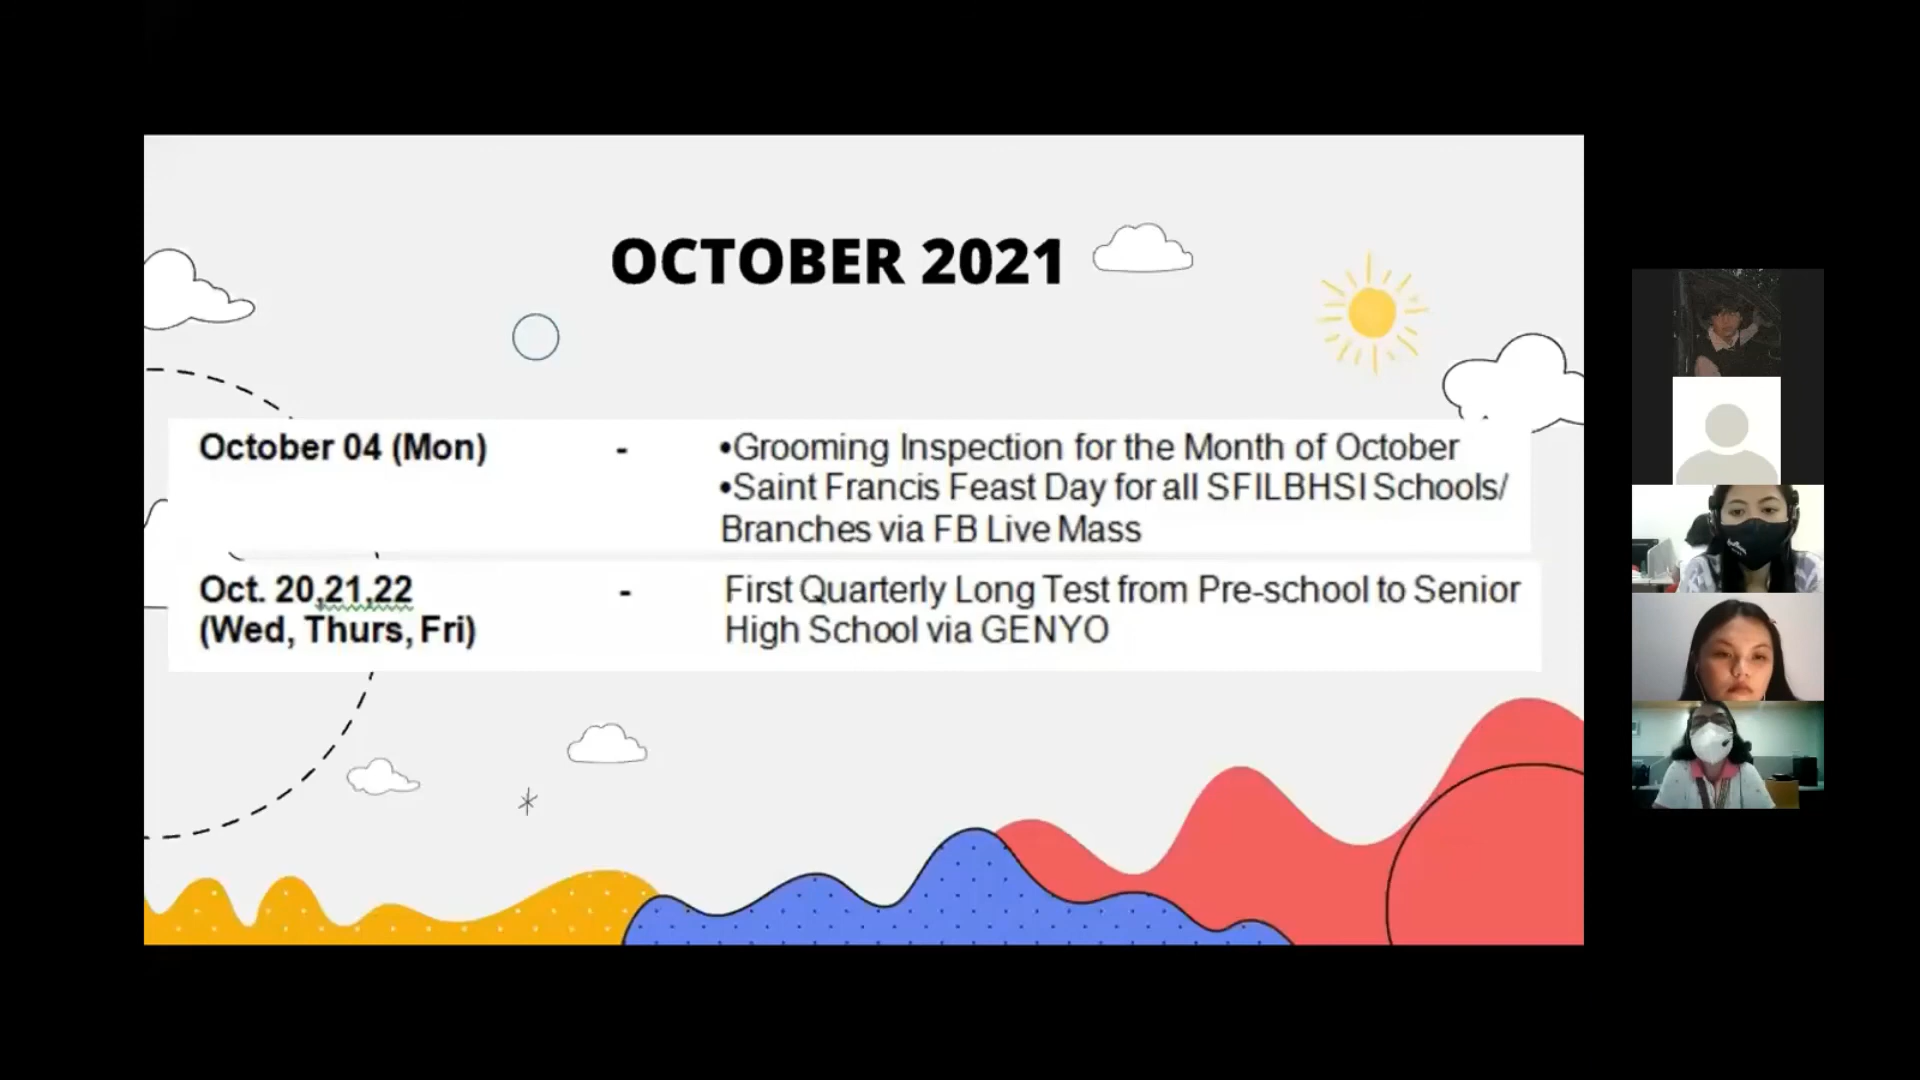 OCTOBER 2021
October 04 (Mon) - •Grooming Inspection for the Month of October
•Saint Francis Feast Day for all SFILBHSI Schools/
Branches via FB Live Mass
Oct. 20,21,22 - First Quarterly Long Test from Pre-school to Senior
(Wed, Thurs, Fri) High School via GENYO